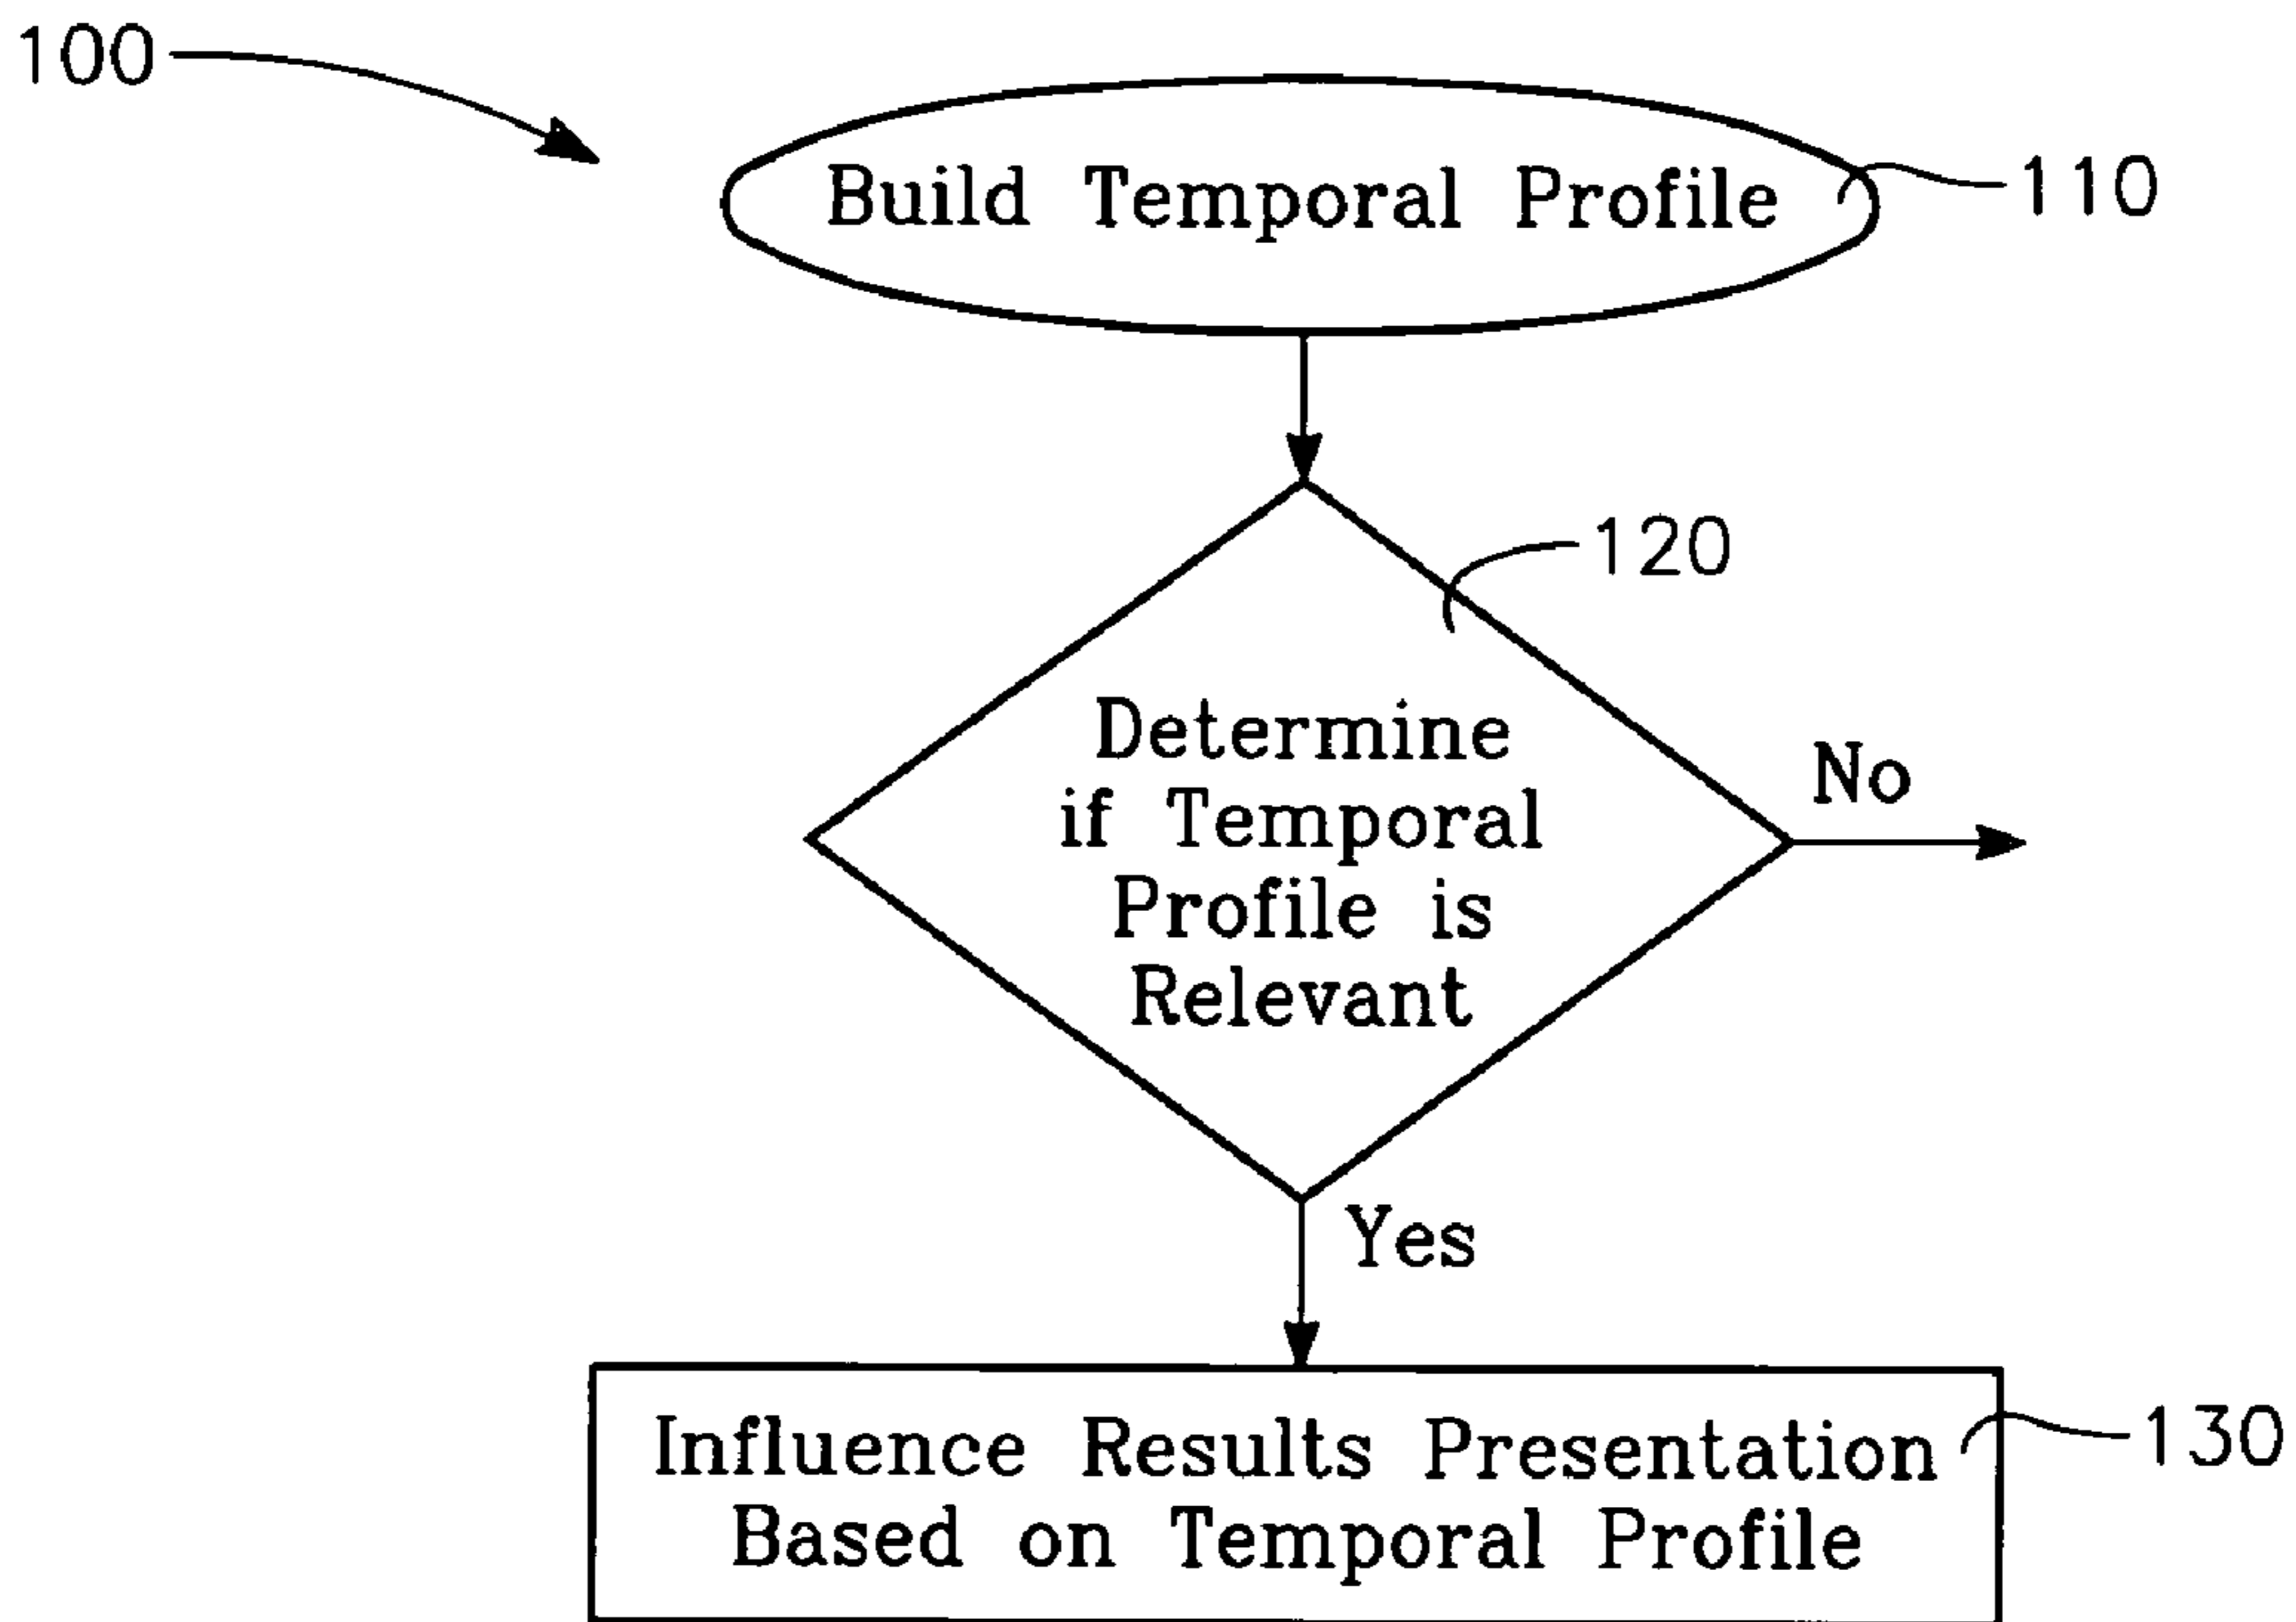 100
Build Temporal Profile
110
120
Determine
if Temporal
Profile is
Relevant
No
Yes
Influence Results Presentation
Based on Temporal Profile
130